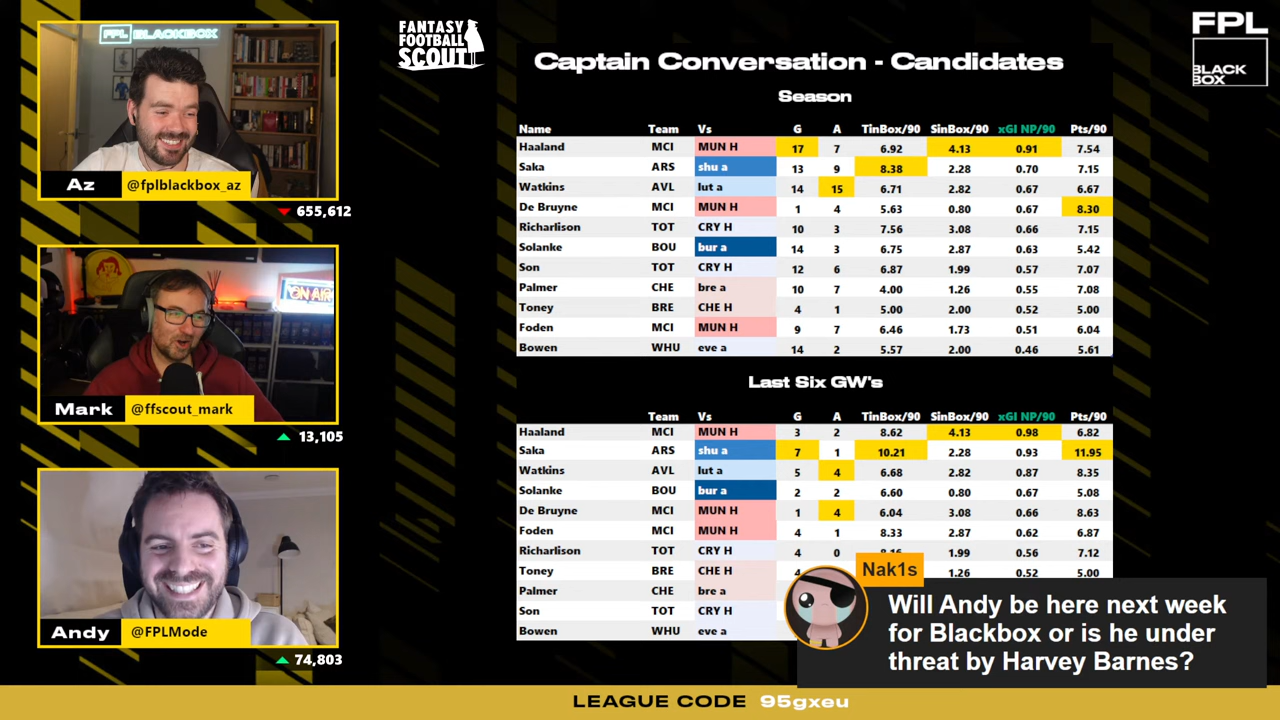 FPL BLACKBOX
Az @fplblackbox_az
655,612
ON AIR
Mark @ffscout_mark
13,105
Andy @FPLMode
74,803
FANTASY
FOOTBALL
SCOUT
FPL
BLACK
BOX
Captain Conversation - Candidates
Season
Name Team Vs G A TinBox/90 SinBox/90 xGI NP/90 Pts/90
Haaland MCI MUN H 17 7 6.92 4.13 0.91 7.54
Saka ARS shu a 13 9 8.38 2.28 0.70 7.15
Watkins AVL lut a 14 15 6.71 2.82 0.67 6.67
De Bruyne MCI MUN H 1 4 5.63 0.80 0.67 8.30
Richarlison TOT CRY H 10 3 7.56 3.08 0.66 7.15
Solanke BOU bur a 14 3 6.75 2.87 0.63 5.42
Son TOT CRY H 12 6 6.87 1.99 0.57 7.07
Palmer CHE bre a 10 7 4.00 1.26 0.55 7.08
Toney BRE CHE H 4 1 5.00 2.00 0.52 5.00
Foden MCI MUN H 9 7 6.46 1.73 0.51 6.04
Bowen WHU eve a 14 2 5.57 2.00 0.46 5.61
Last Six GW's
Team Vs G A TinBox/90 SinBox/90 xGI NP/90 Pts/90
Haaland MCI MUN H 3 2 8.62 4.13 0.98 6.82
Saka ARS shu a 7 1 10.21 2.28 0.93 11.95
Watkins AVL lut a 5 4 6.68 2.82 0.87 8.35
Solanke BOU bur a 2 2 6.60 0.80 0.67 5.08
De Bruyne MCI MUN H 1 4 6.04 3.08 0.66 8.63
Foden MCI MUN H 4 1 8.33 2.87 0.62 6.87
Richarlison TOT CRY H 4 0 1.99 0.56 7.12
Toney BRE CHE H 1.26 0.52 5.00
Palmer CHE bre a
Son TOT CRY H
Bowen WHU eve a
Nak1s
Will Andy be here next week
for Blackbox or is he under
threat by Harvey Barnes?
LEAGUE CODE 95gxeu